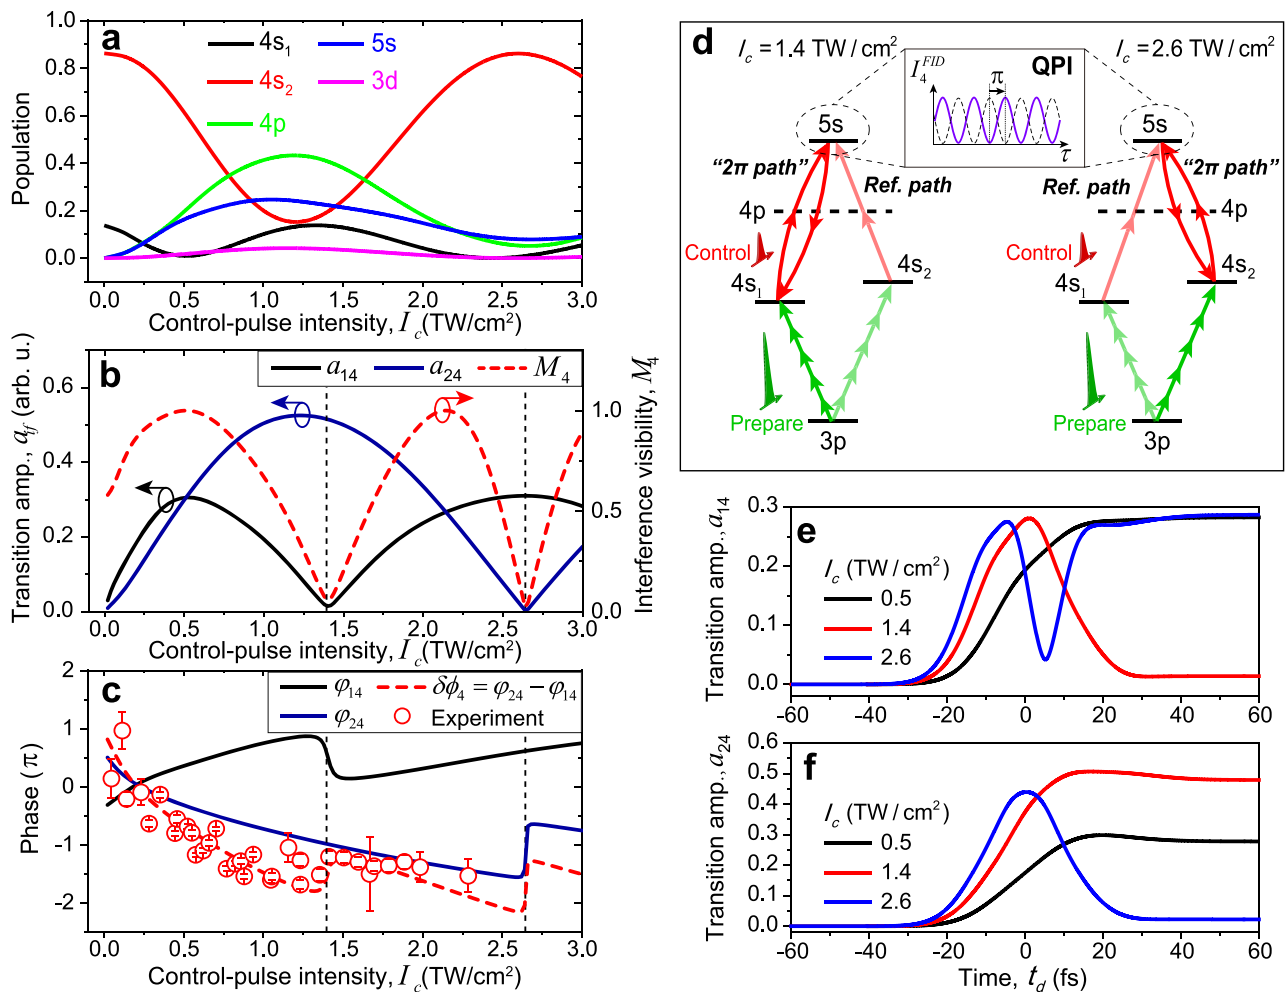 a
4s1 5s
4s2 3d
4p
Population
1.0
0.8
0.6
0.4
0.2
0.0
0.0 0.5 1.0 1.5 2.0 2.5 3.0
Control-pulse intensity, Ic(TW/cm²)
b
a14 a24 M4
Transition amp., aff (arb. u.)
0.6
0.4
0.2
0.0
Interference visibility, M4
1.0
0.5
0.0
0.0 0.5 1.0 1.5 2.0 2.5 3.0
Control-pulse intensity, Ic(TW/cm²)
c
φ14 δϕ4 = φ24 − φ14
φ24 Experiment
Phase (π)
2
1
0
-1
-2
0.0 0.5 1.0 1.5 2.0 2.5 3.0
Control-pulse intensity, Ic(TW/cm²)
d
Ic = 1.4 TW / cm² Ic = 2.6 TW / cm²
I4^FID QPI
π
τ
5s 5s
“2π path” Ref. path Ref. path “2π path”
4p 4p
Control Control
4s1 4s2 4s1 4s2
Prepare Prepare
3p 3p
e
Transition amp., a14
0.3
0.2
0.1
0.0
Ic (TW / cm²)
0.5
1.4
2.6
-60 -40 -20 0 20 40 60
f
Transition amp., a24
0.5
0.4
0.3
0.2
0.1
0.0
Ic (TW / cm²)
0.5
1.4
2.6
-60 -40 -20 0 20 40 60
Time, td (fs)